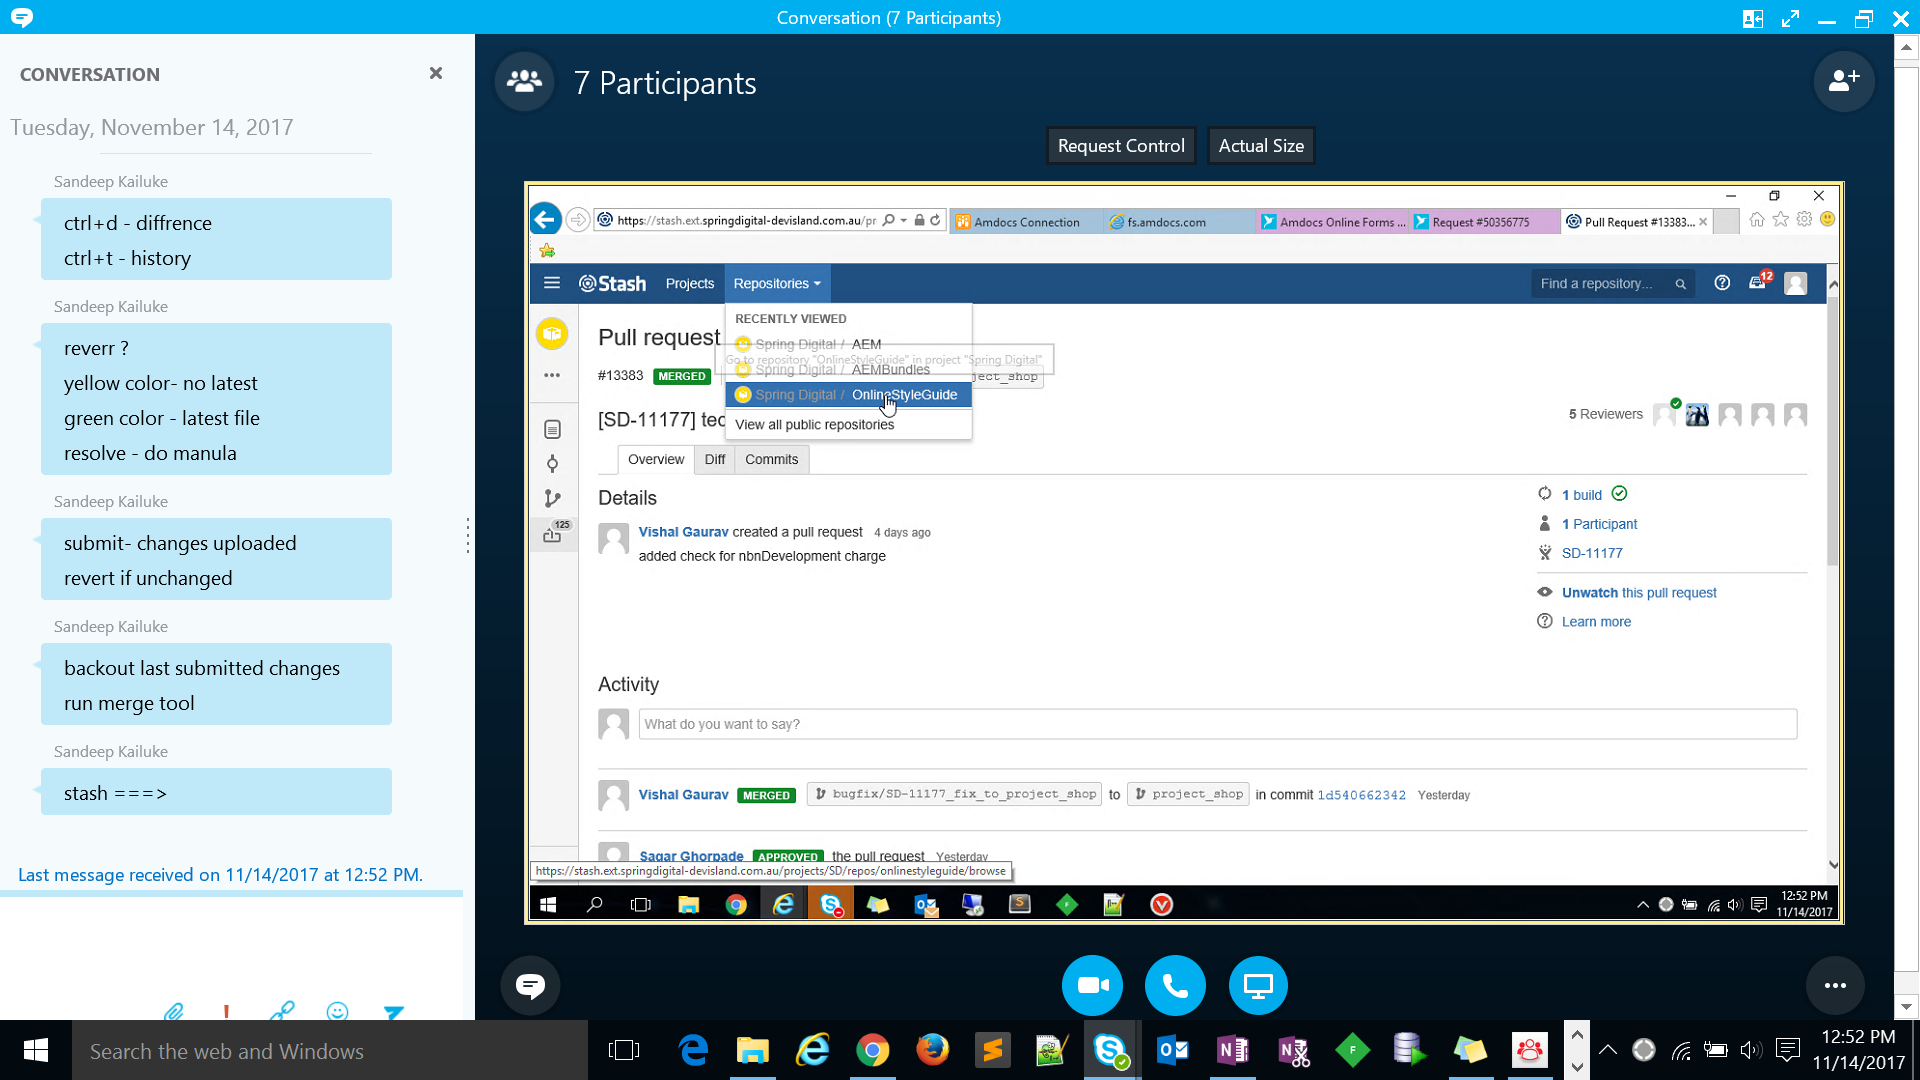 Conversation (7 Participants)
CONVERSATION
Tuesday, November 14, 2017
Sandeep Kailuke
ctrl+d - diffrence
ctrl+t - history
Sandeep Kailuke
reverr ?
yellow color- no latest
green color - latest file
resolve - do manula
Sandeep Kailuke
submit- changes uploaded
revert if unchanged
Sandeep Kailuke
backout last submitted changes
run merge tool
Sandeep Kailuke
stash ===>
Last message received on 11/14/2017 at 12:52 PM.
7 Participants
Request Control
Actual Size
https://stash.ext.springdigital-devisland.com.au/pr
Amdocs Connection
fs.amdocs.com
Amdocs Online Forms ...
Request #50356775
Pull Request #13383...
Stash
Projects
Repositories
Find a repository...
12
RECENTLY VIEWED
Spring Digital / AEM
Go to repository "OnlineStyleGuide" in project "Spring Digital"
Spring Digital / AEMBundles
Spring Digital / OnlineStyleGuide
View all public repositories
Pull request
#13383 MERGED
ject_shop
[SD-11177] tec
5 Reviewers
Overview
Diff
Commits
125
Details
Vishal Gaurav created a pull request 4 days ago
added check for nbnDevelopment charge
1 build
1 Participant
SD-11177
Unwatch this pull request
Learn more
Activity
What do you want to say?
Vishal Gaurav MERGED bugfix/SD-11177_fix_to_project_shop to project_shop in commit 1d540662342 Yesterday
Sagar Ghorpade APPROVED the pull request Yesterday
https://stash.ext.springdigital-devisland.com.au/projects/SD/repos/onlinestyleguide/browse
12:52 PM
11/14/2017
Search the web and Windows
12:52 PM
11/14/2017